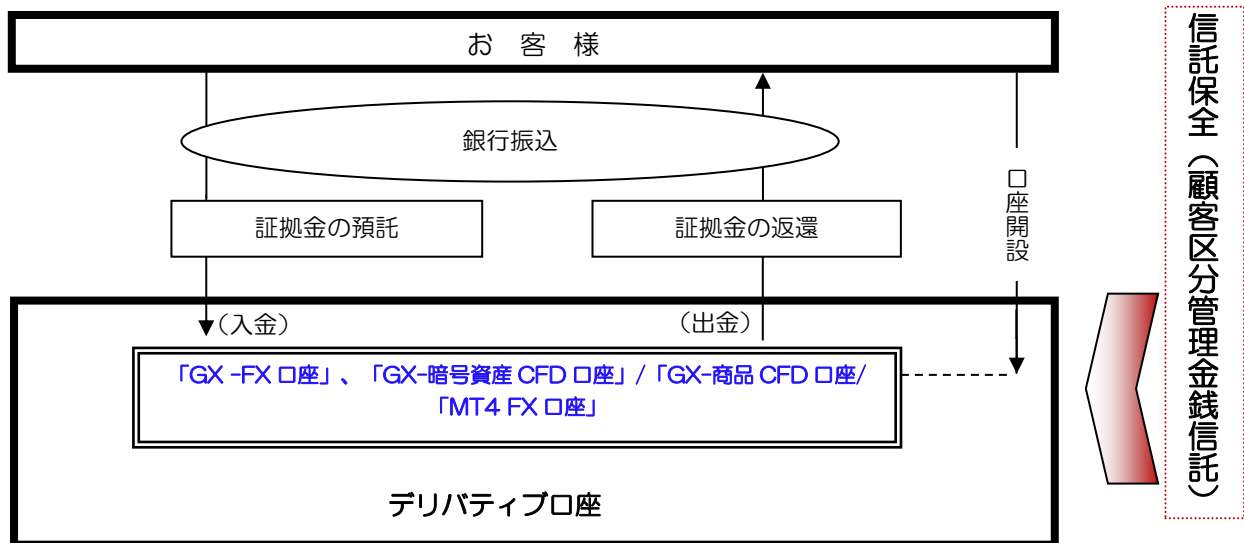 お 客 様
銀行振込
証拠金の預託
証拠金の返還
口座開設
（入金）
（出金）
「GX -FX 口座」、「GX-暗号資産 CFD 口座」/「GX-商品 CFD 口座/
「MT4 FX 口座」
デリバティブ口座
信託保全（顧客区分管理金銭信託）